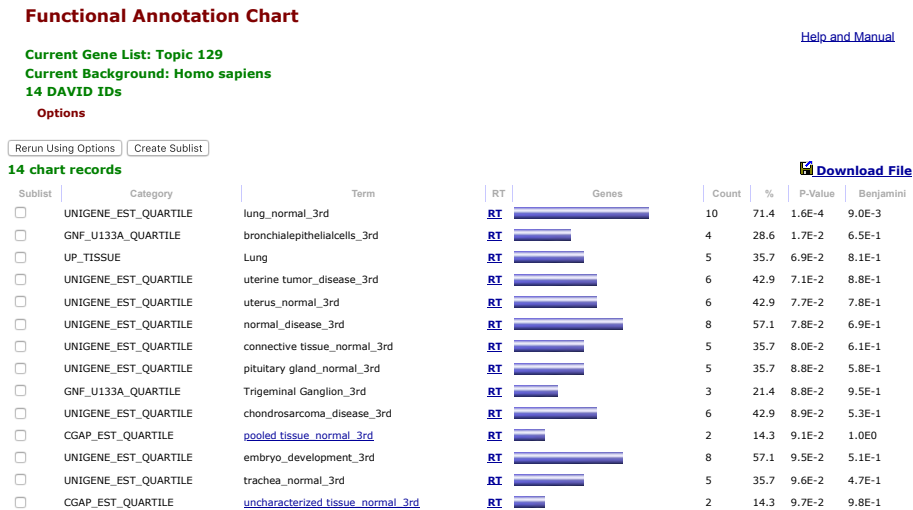 Functional Annotation Chart
Help and Manual
Current Gene List: Topic 129
Current Background: Homo sapiens
14 DAVID IDs
Options
Rerun Using Options Create Sublist
14 chart records Download File
Sublist Category Term RT Genes Count % P-Value Benjamini
UNIGENE_EST_QUARTILE lung_normal_3rd RT 10 71.4 1.6E-4 9.0E-3
GNF_U133A_QUARTILE bronchialepithelialcells_3rd RT 4 28.6 1.7E-2 6.5E-1
UP_TISSUE Lung RT 5 35.7 6.9E-2 8.1E-1
UNIGENE_EST_QUARTILE uterine tumor_disease_3rd RT 6 42.9 7.1E-2 8.8E-1
UNIGENE_EST_QUARTILE uterus_normal_3rd RT 6 42.9 7.7E-2 7.8E-1
UNIGENE_EST_QUARTILE normal_disease_3rd RT 8 57.1 7.8E-2 6.9E-1
UNIGENE_EST_QUARTILE connective tissue_normal_3rd RT 5 35.7 8.0E-2 6.1E-1
UNIGENE_EST_QUARTILE pituitary gland_normal_3rd RT 5 35.7 8.8E-2 5.8E-1
GNF_U133A_QUARTILE Trigeminal Ganglion_3rd RT 3 21.4 8.8E-2 9.5E-1
UNIGENE_EST_QUARTILE chondrosarcoma_disease_3rd RT 6 42.9 8.9E-2 5.3E-1
CGAP_EST_QUARTILE pooled tissue_normal_3rd RT 2 14.3 9.1E-2 1.0E0
UNIGENE_EST_QUARTILE embryo_development_3rd RT 8 57.1 9.5E-2 5.1E-1
UNIGENE_EST_QUARTILE trachea_normal_3rd RT 5 35.7 9.6E-2 4.7E-1
CGAP_EST_QUARTILE uncharacterized tissue_normal_3rd RT 2 14.3 9.7E-2 9.8E-1